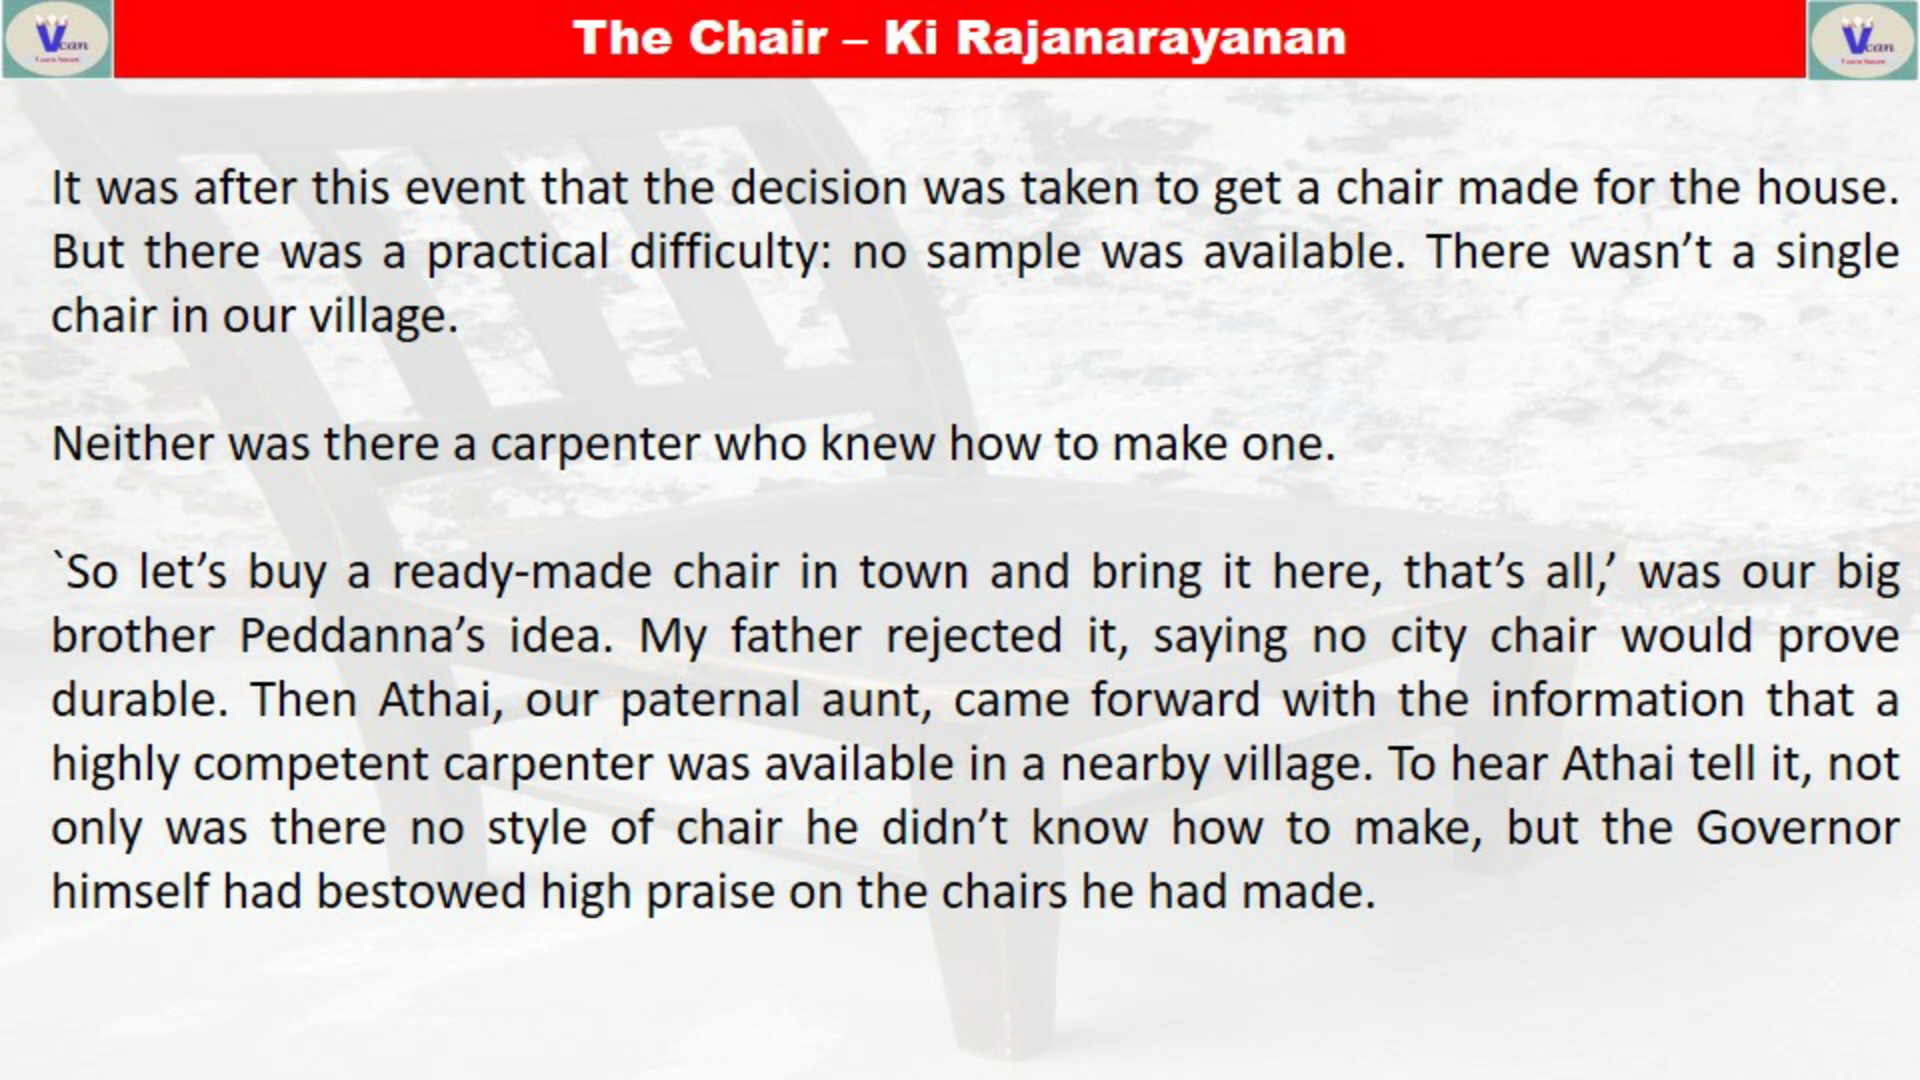 Vcan
The Chair – Ki Rajanarayanan
Vcan
It was after this event that the decision was taken to get a chair made for the house.
But there was a practical difficulty: no sample was available. There wasn’t a single
chair in our village.
Neither was there a carpenter who knew how to make one.
`So let’s buy a ready-made chair in town and bring it here, that’s all,’ was our big
brother Peddanna’s idea. My father rejected it, saying no city chair would prove
durable. Then Athai, our paternal aunt, came forward with the information that a
highly competent carpenter was available in a nearby village. To hear Athai tell it, not
only was there no style of chair he didn’t know how to make, but the Governor
himself had bestowed high praise on the chairs he had made.